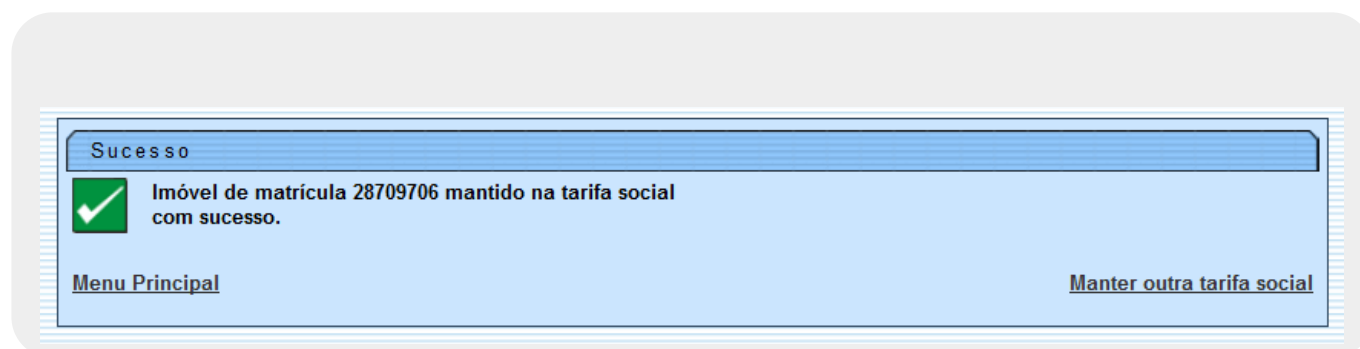 Sucesso
Imóvel de matrícula 28709706 mantido na tarifa social
com sucesso.
Menu Principal
Manter outra tarifa social